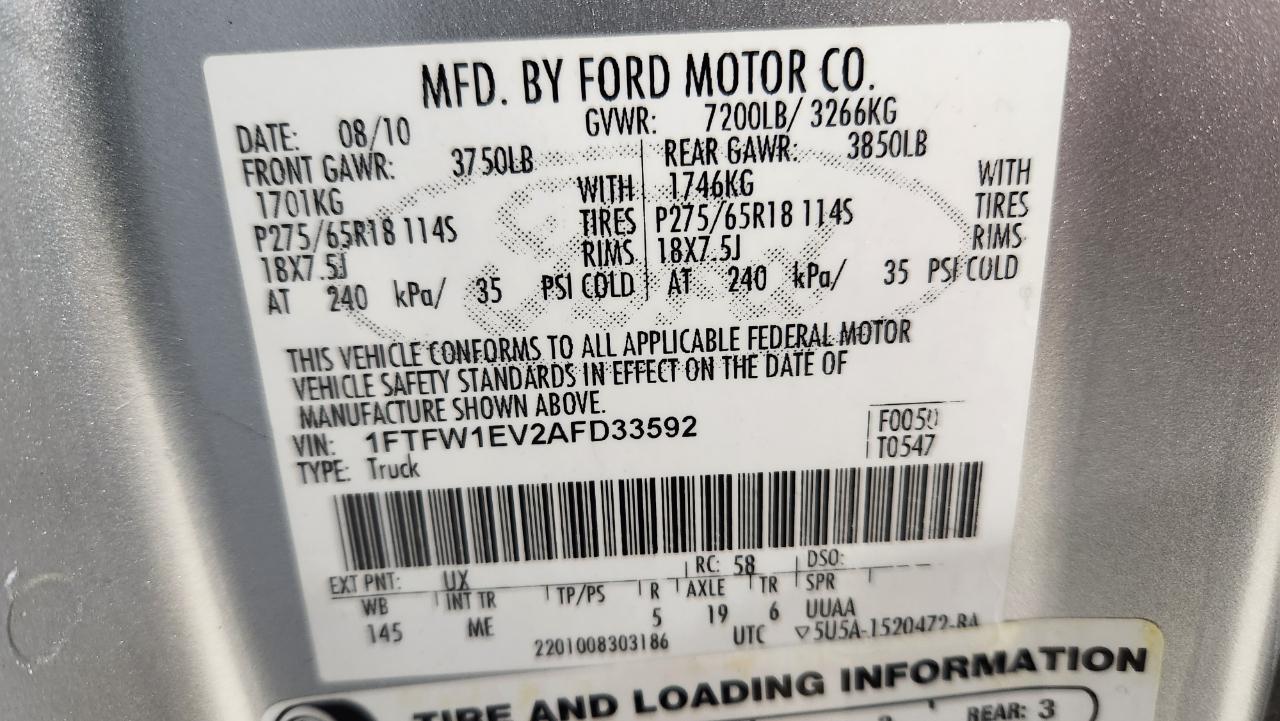 MFD. BY FORD MOTOR CO.
DATE: 08/10 GVWR: 7200LB/ 3266KG
FRONT GAWR: 3750LB REAR GAWR: 3850LB
1701KG WITH 1746KG WITH
P275/65R18 114S TIRES P275/65R18 114S TIRES
18X7.5J RIMS 18X7.5J RIMS
AT 240 kPa/ 35 PSI COLD AT 240 kPa/ 35 PSI COLD
THIS VEHICLE CONFORMS TO ALL APPLICABLE FEDERAL MOTOR
VEHICLE SAFETY STANDARDS IN EFFECT ON THE DATE OF
MANUFACTURE SHOWN ABOVE.
VIN: 1FTFW1EV2AFD33592 F0050
TYPE: Truck T0547
EXT PNT: UX RC: 58 DSO:
WB INT TR TP/PS R AXLE TR SPR
145 ME 5 19 6 UUAA
2201008303186 UTC ▽5U5A-1520472-BA
TIRE AND LOADING INFORMATION
REAR: 3